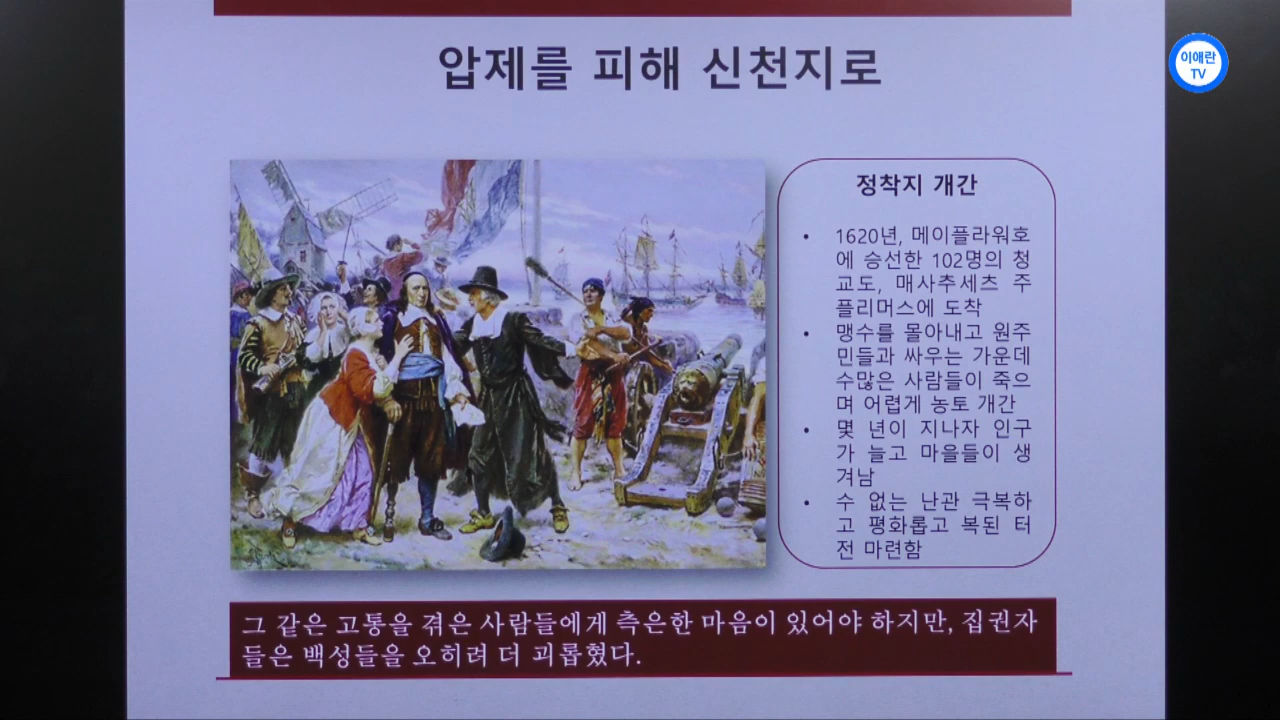 압제를 피해 신천지로
이애란
TV
정착지 개간
• 1620년, 메이플라워호
에 승선한 102명의 청
교도, 매사추세츠 주
플리머스에 도착
• 맹수를 몰아내고 원주
민들과 싸우는 가운데
수많은 사람들이 죽으
며 어렵게 농토 개간
• 몇 년이 지나자 인구
가 늘고 마을들이 생
겨남
• 수 없는 난관 극복하
고 평화롭고 복된 터
전 마련함
그 같은 고통을 겪은 사람들에게 측은한 마음이 있어야 하지만, 집권자
들은 백성들을 오히려 더 괴롭혔다.